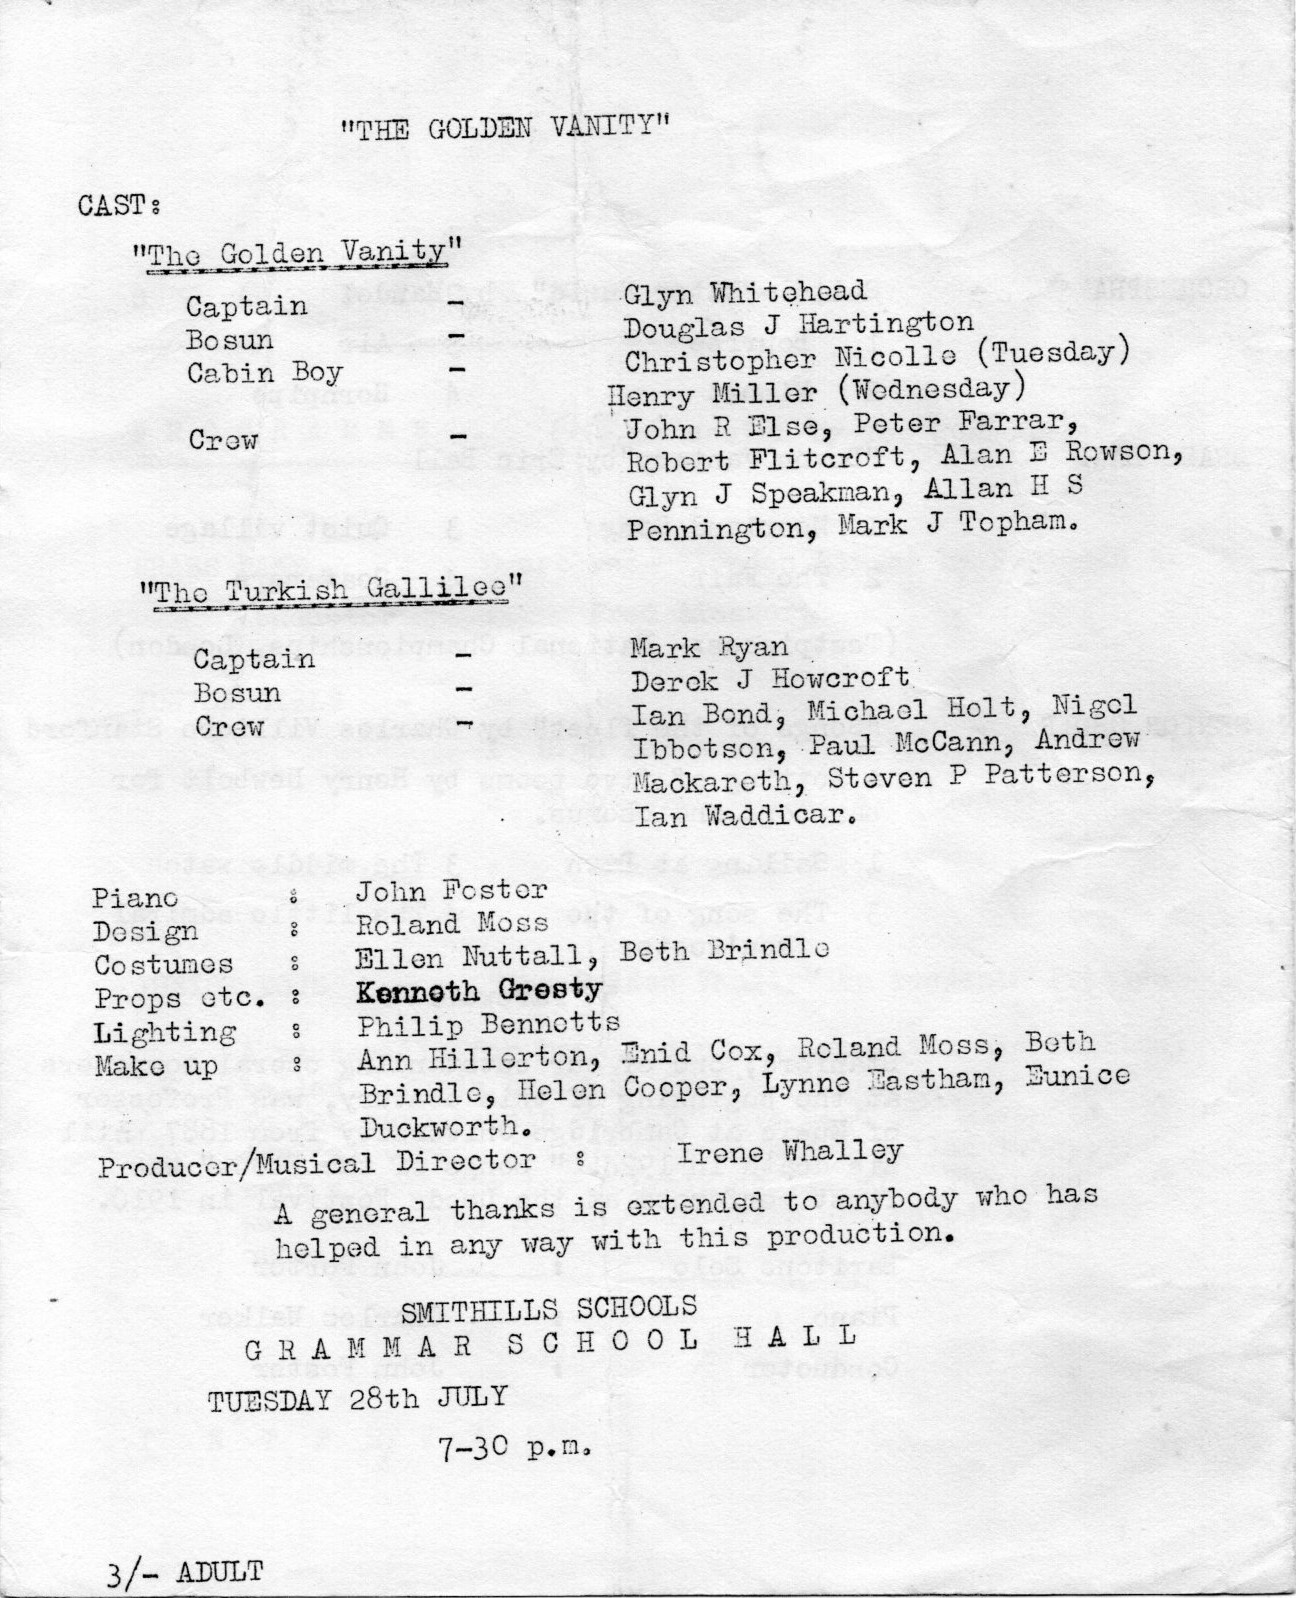 "THE GOLDEN VANITY"
CAST:
"The Golden Vanity"
Captain - Glyn Whitehead
Bosun - Douglas J Hartington
Cabin Boy - Christopher Nicolle (Tuesday)
Henry Miller (Wednesday)
Crew - John R Else, Peter Farrar,
Robert Flitcroft, Alan E Rowson,
Glyn J Speakman, Allan H S
Pennington, Mark J Topham.
"The Turkish Gallilee"
Captain - Mark Ryan
Bosun - Derek J Howcroft
Crew - Ian Bond, Michael Holt, Nigel
Ibbotson, Paul McCann, Andrew
Mackareth, Steven P Patterson,
Ian Waddicar.
Piano : John Foster
Design : Roland Moss
Costumes : Ellen Nuttall, Beth Brindle
Props etc. : Kenneth Gresty
Lighting : Philip Bennetts
Make up : Ann Hillerton, Enid Cox, Roland Moss, Beth
Brindle, Helen Cooper, Lynne Eastham, Eunice
Duckworth.
Producer/Musical Director : Irene Whalley
A general thanks is extended to anybody who has
helped in any way with this production.
SMITHILLS SCHOOLS
GRAMMAR SCHOOL HALL
TUESDAY 28th JULY
7-30 p.m.
3/- ADULT